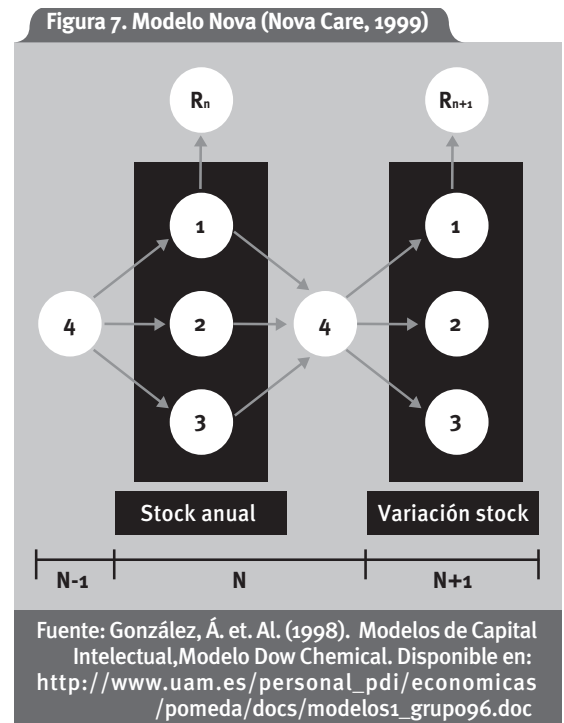 Figura 7. Modelo Nova (Nova Care, 1999)
Rn Rn+1
1 1
4 2 4 2
3 3
Stock anual Variación stock
N-1 N N+1
Fuente: González, Á. et. Al. (1998). Modelos de Capital
Intelectual,Modelo Dow Chemical. Disponible en:
http://www.uam.es/personal_pdi/economicas
/pomeda/docs/modelos1_grupo96.doc